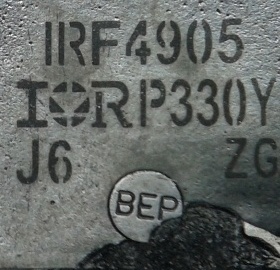 IRF4905
IOR P330Y
J6 ZG
BEP